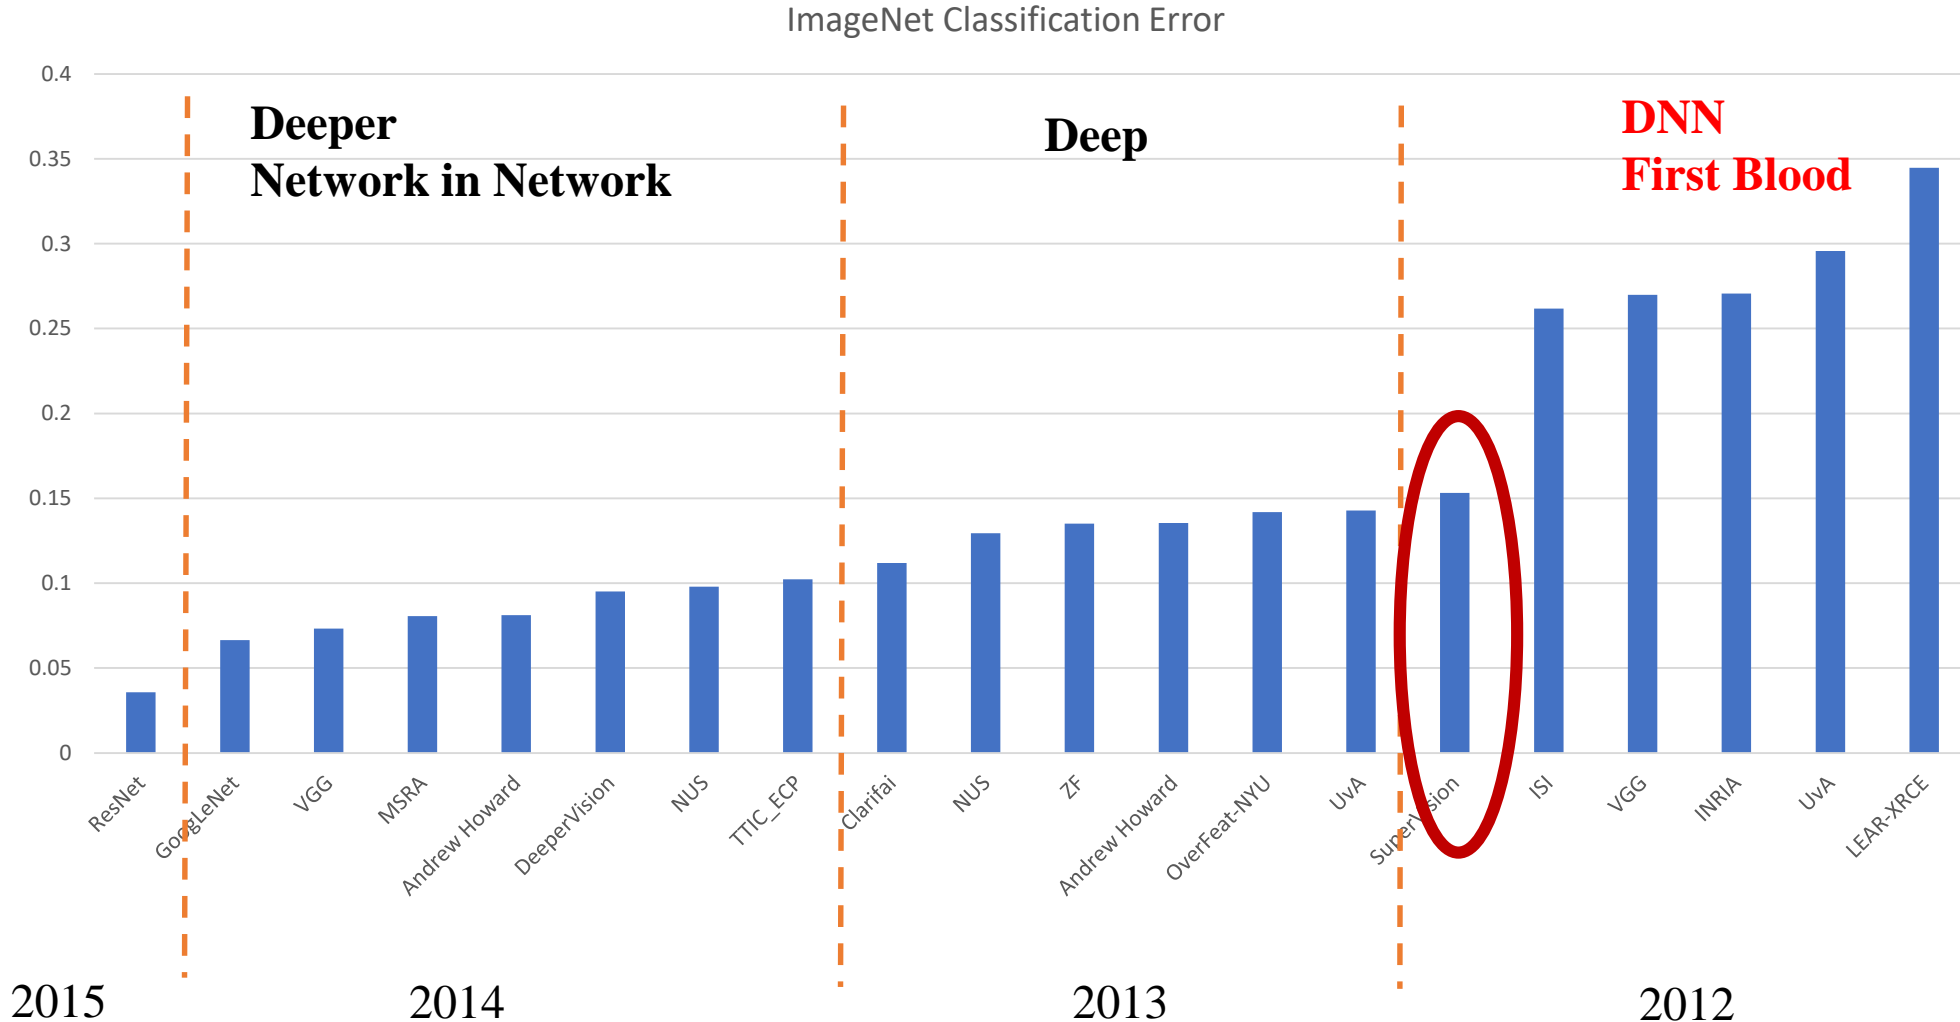 ImageNet Classification Error
0.4
0.35
0.3
0.25
0.2
0.15
0.1
0.05
0
Deeper
Network in Network
Deep
DNN
First Blood
ResNet
GoogLeNet
VGG
MSRA
Andrew Howard
DeeperVision
NUS
TTIC_ECP
Clarifai
NUS
ZF
Andrew Howard
OverFeat-NYU
UvA
SuperVision
ISI
VGG
INRIA
UvA
LEAR-XRCE
2015
2014
2013
2012